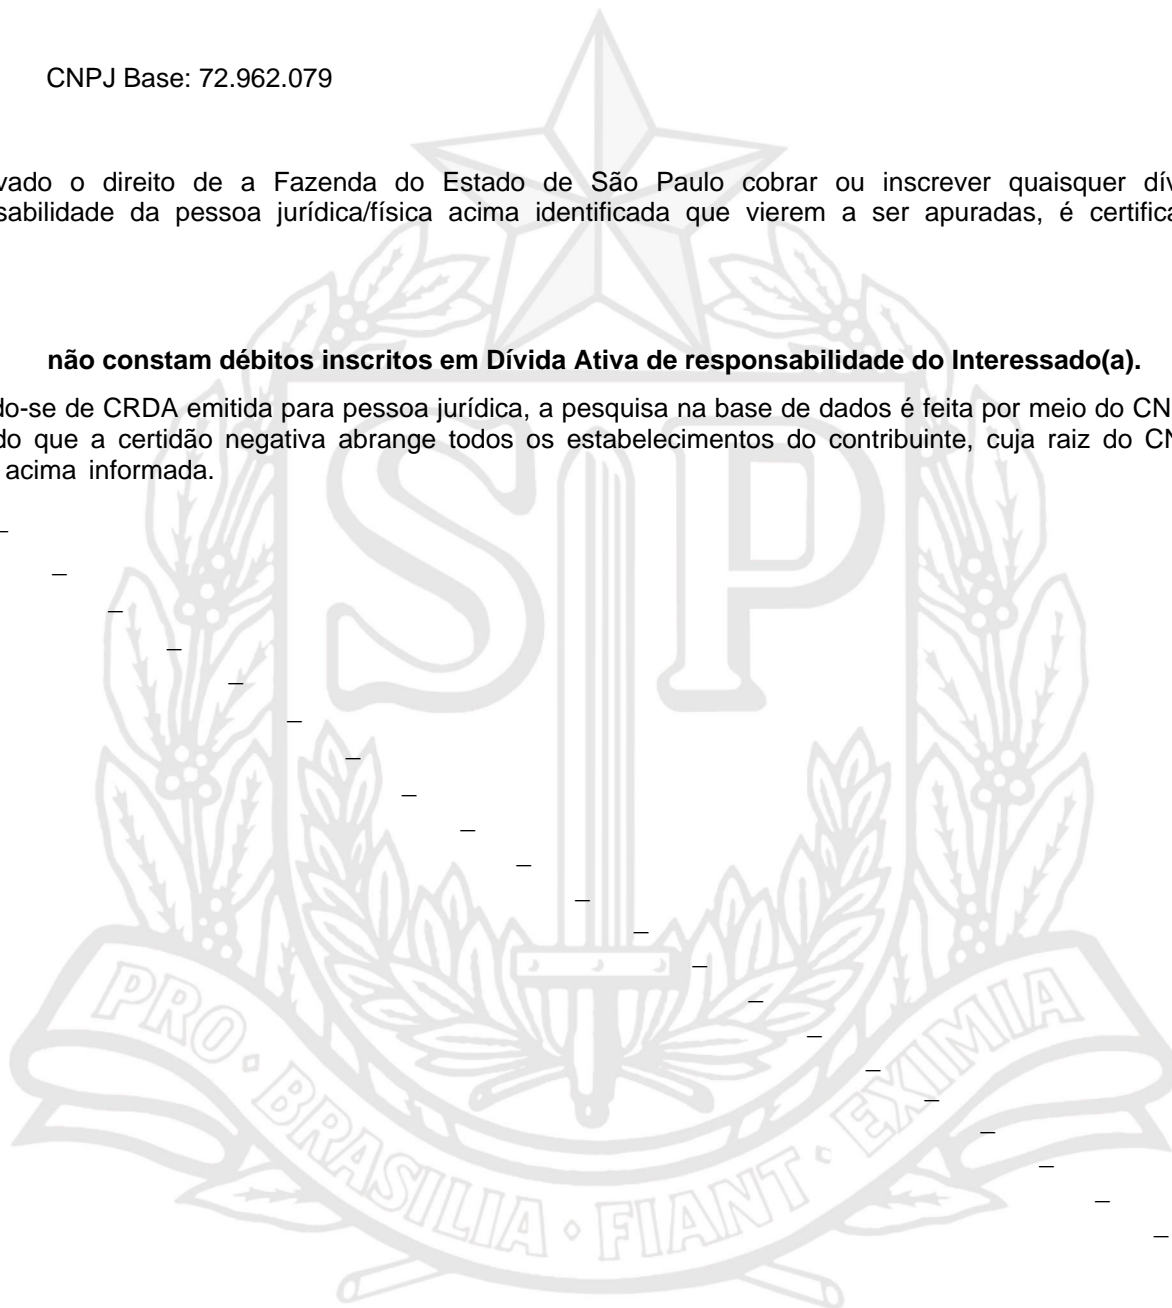 CNPJ Base: 72.962.079
vado o direito de a Fazenda do Estado de São Paulo cobrar ou inscrever quaisquer dív
sabilidade da pessoa jurídica/física acima identificada que vierem a ser apuradas, é certifica
não constam débitos inscritos em Dívida Ativa de responsabilidade do Interessado(a).
do-se de CRDA emitida para pessoa jurídica, a pesquisa na base de dados é feita por meio do CN
do que a certidão negativa abrange todos os estabelecimentos do contribuinte, cuja raiz do CN
acima informada.
SP
PRO • BRASILIA • FIANT • EXIMIA